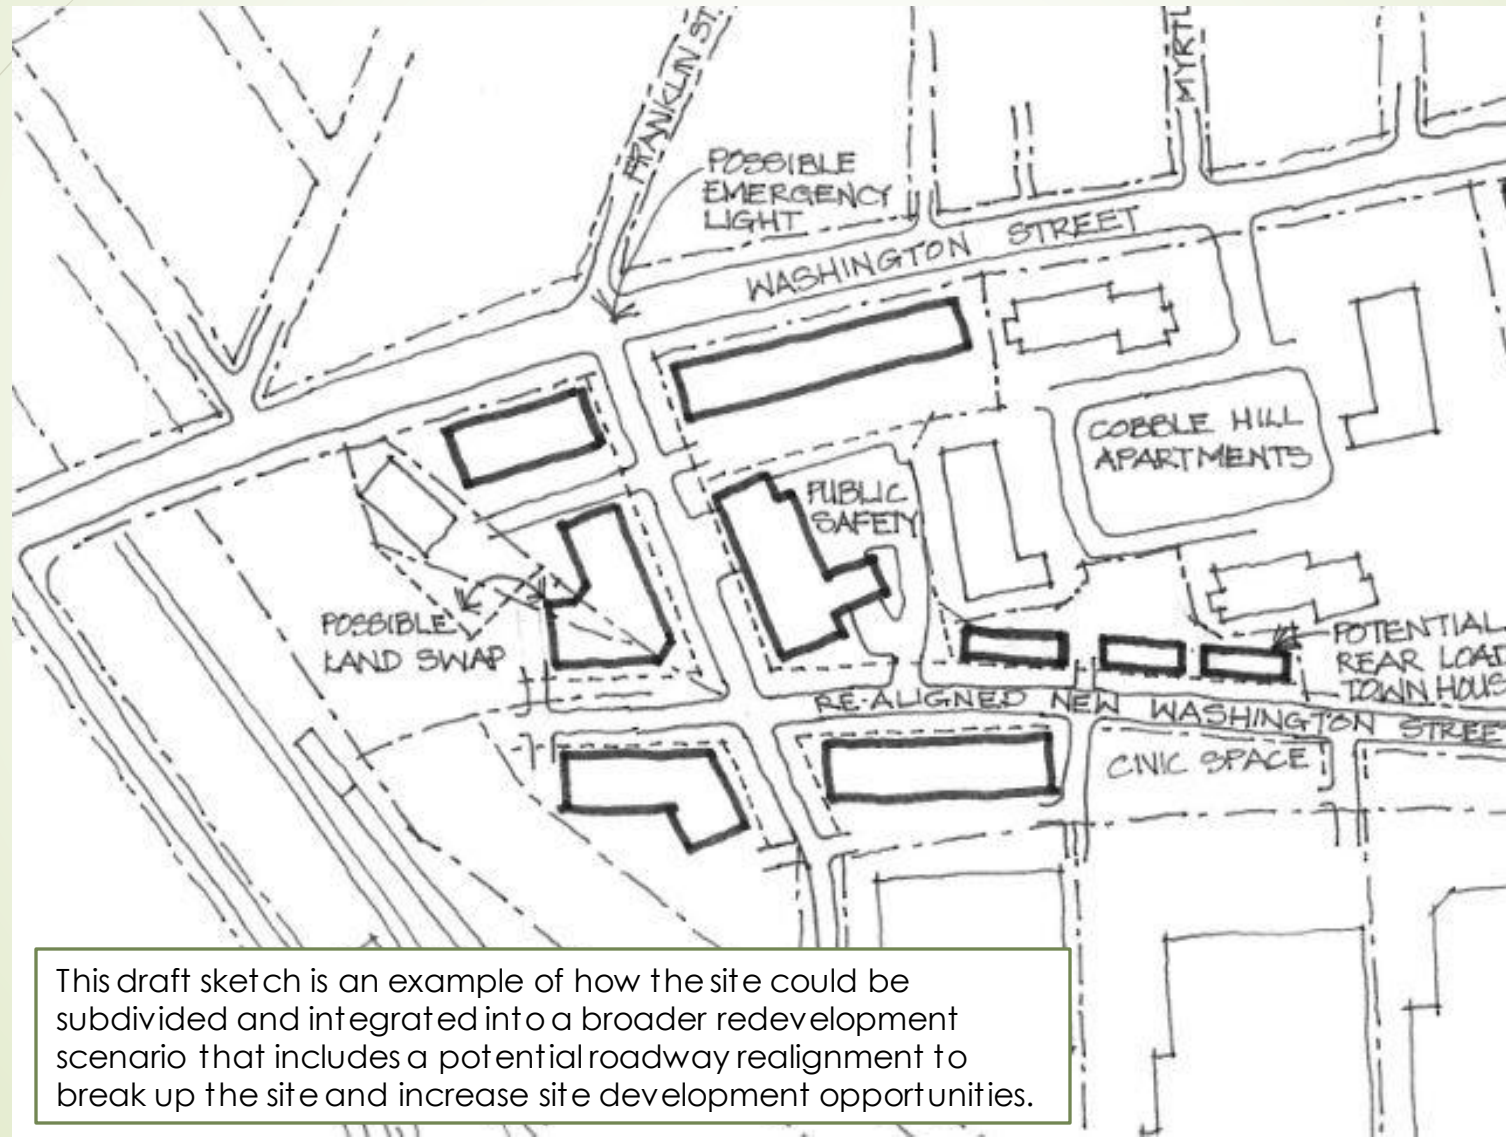 FRANKLIN ST.
MYRTL
POSSIBLE
EMERGENCY
LIGHT
WASHINGTON STREET
COBBLE HILL
APARTMENTS
PUBLIC
SAFETY
POSSIBLE
LAND SWAP
POTENTIAL
REAR LOAD
TOWN HOUS
RE-ALIGNED NEW WASHINGTON STREE
CIVIC SPACE
This draft sketch is an example of how the site could be
subdivided and integrated into a broader redevelopment
scenario that includes a potential roadway realignment to
break up the site and increase site development opportunities.